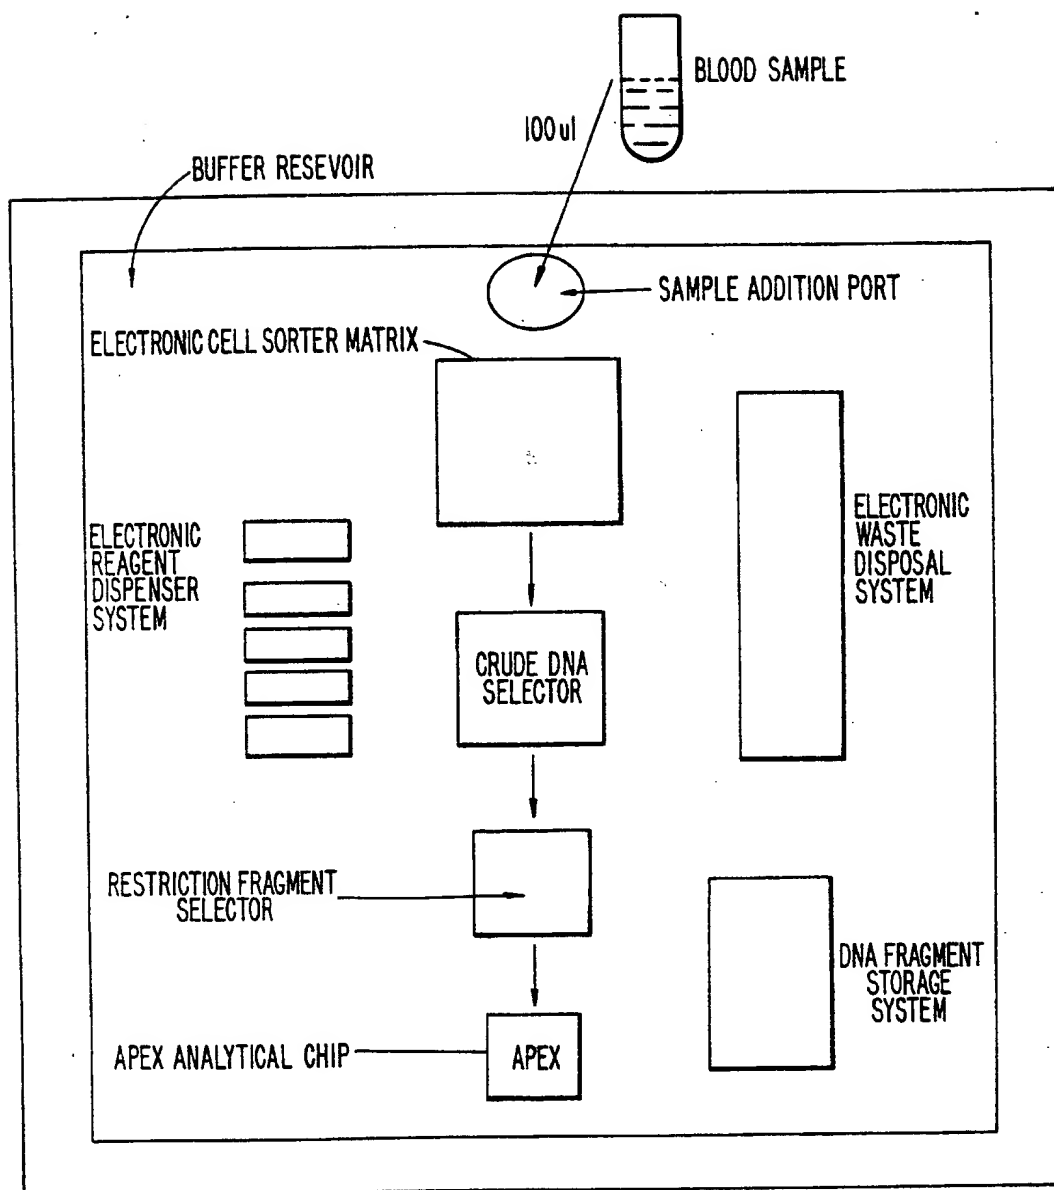 BLOOD SAMPLE
100ul
BUFFER RESEVOIR
SAMPLE ADDITION PORT
ELECTRONIC CELL SORTER MATRIX
ELECTRONIC
REAGENT
DISPENSER
SYSTEM
ELECTRONIC
WASTE
DISPOSAL
SYSTEM
CRUDE DNA
SELECTOR
RESTRICTION FRAGMENT
SELECTOR
DNA FRAGMENT
STORAGE
SYSTEM
APEX ANALYTICAL CHIP
APEX